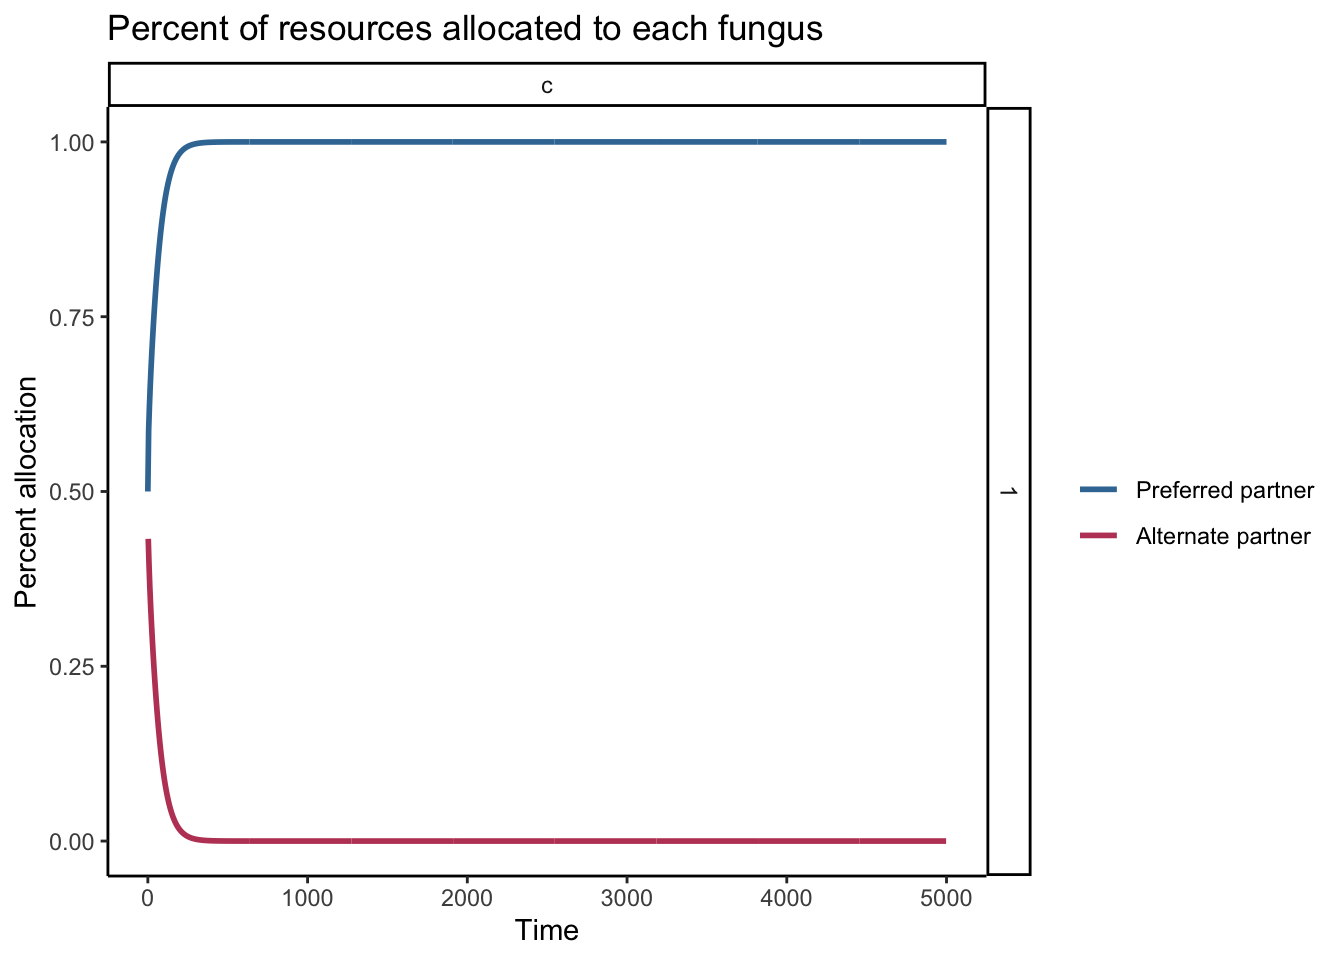 Percent of resources allocated to each fungus
c
1.00
0.75
0.50
0.25
0.00
Percent allocation
0 1000 2000 3000 4000 5000
Time
1
Preferred partner
Alternate partner